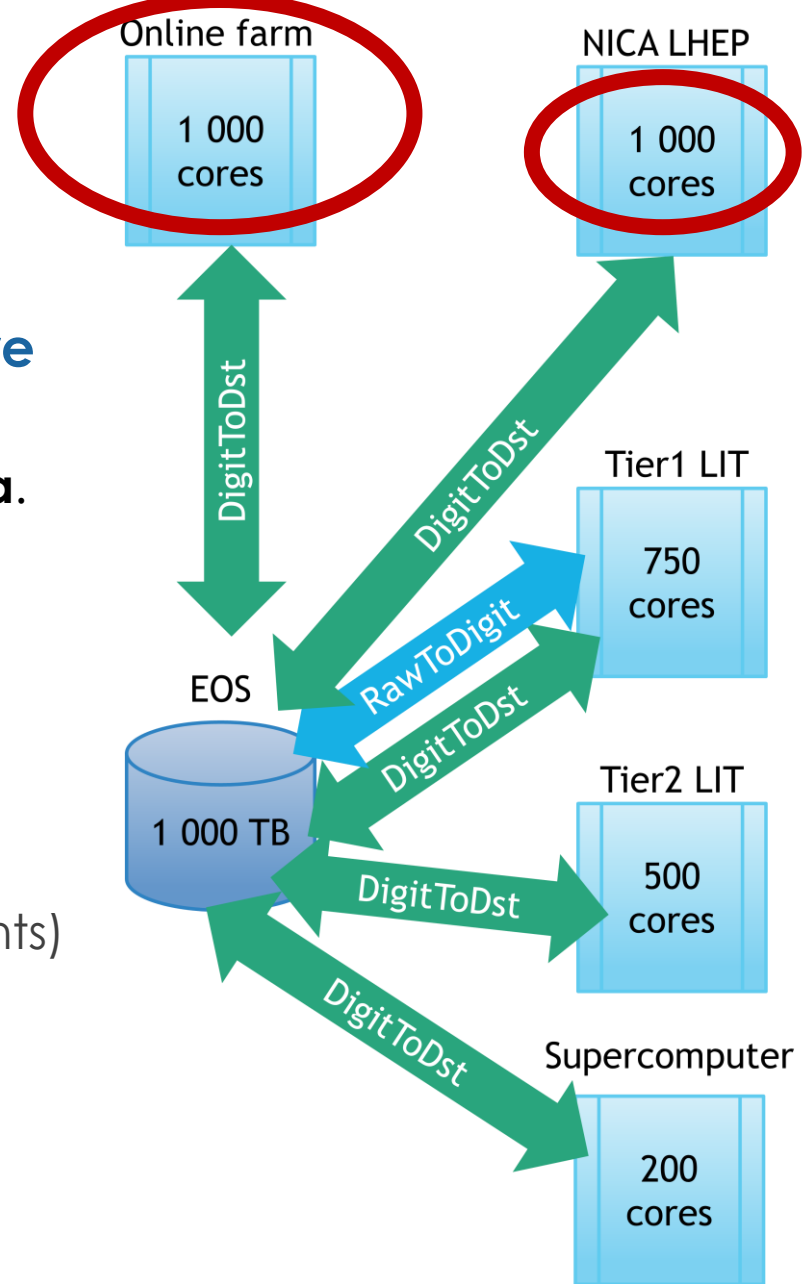 Online farm
1 000
cores
NICA LHEP
1 000
cores
DigitToDst
DigitToDst
Tier1 LIT
750
cores
RawToDigit
DigitToDst
EOS
1 000 TB
Tier2 LIT
500
cores
DigitToDst
DigitToDst
Supercomputer
200
cores
e
a.
nts)